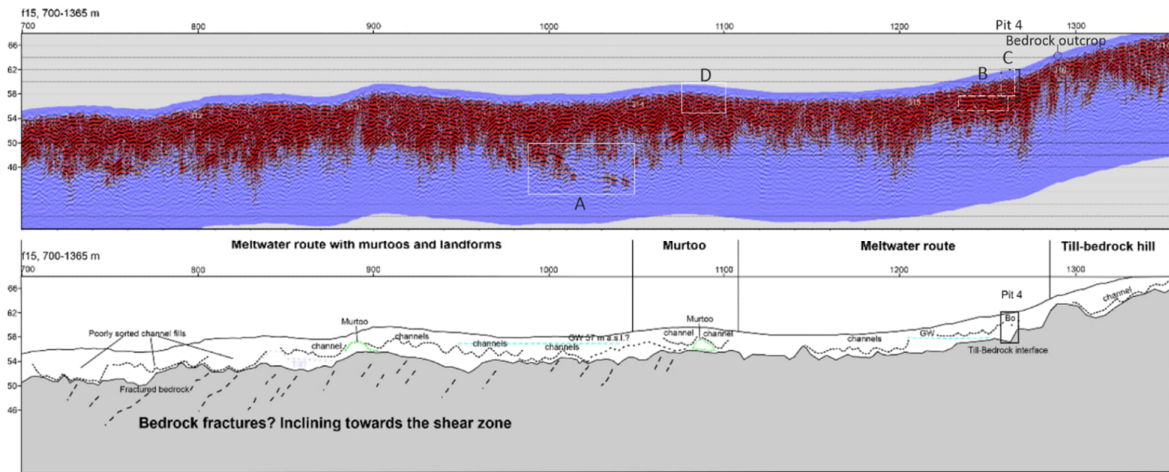 f15, 700-1365 m
700 800 900 1000 1100 1200 1300
Pit 4
Bedrock outcrop
C
B
D
A
66
62
58
54
50
46
Meltwater route with murtoos and landforms Murtoo Meltwater route Till-bedrock hill
f15, 700-1365 m
700 800 900 1000 1100 1200 1300
66
62
58
54
50
46
Pit 4
Bo
channel
Murtoo
Murtoo
GW
Poorly sorted channel fills
channel
channels
channels
GW 57 m a.s.l.?
channel
channel
channels
channels
Till-Bedrock interface
Fractured bedrock
Bedrock fractures? Inclining towards the shear zone